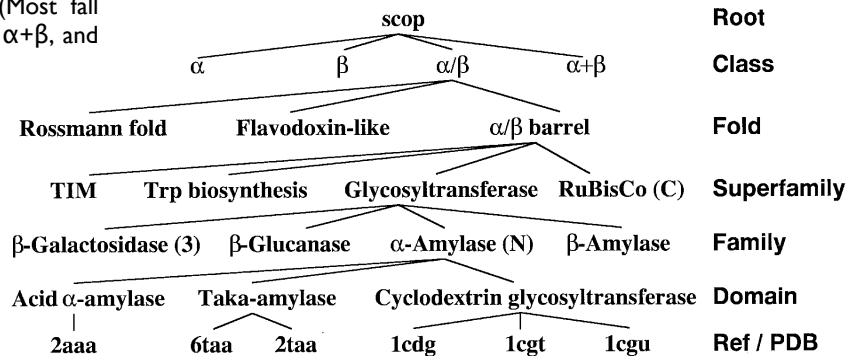 (Most fall
α+β, and
scop Root
α β α/β α+β Class
Rossmann fold Flavodoxin-like α/β barrel Fold
TIM Trp biosynthesis Glycosyltransferase RuBisCo (C) Superfamily
β-Galactosidase (3) β-Glucanase α-Amylase (N) β-Amylase Family
Acid α-amylase Taka-amylase Cyclodextrin glycosyltransferase Domain
2aaa 6taa 2taa 1cdg 1cgt 1cgu Ref / PDB